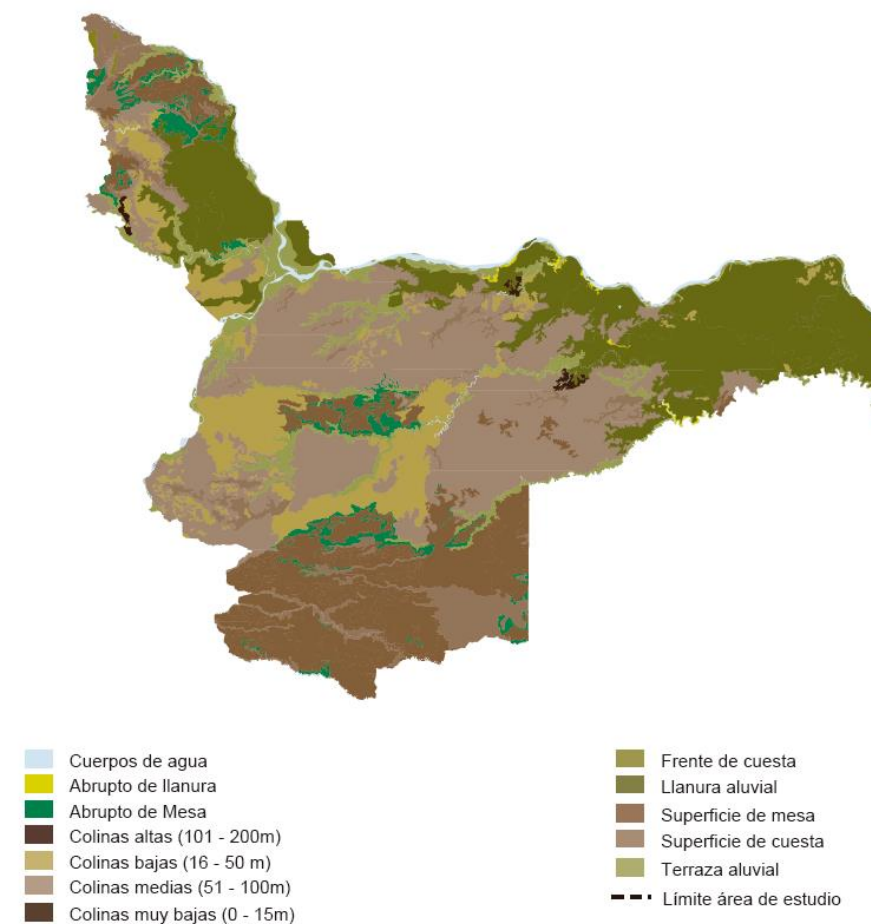 Cuerpos de agua
Abrupto de llanura
Abrupto de Mesa
Colinas altas (101 - 200m)
Colinas bajas (16 - 50 m)
Colinas medias (51 - 100m)
Colinas muy bajas (0 - 15m)
Frente de cuesta
Llanura aluvial
Superficie de mesa
Superficie de cuesta
Terraza aluvial
Límite área de estudio